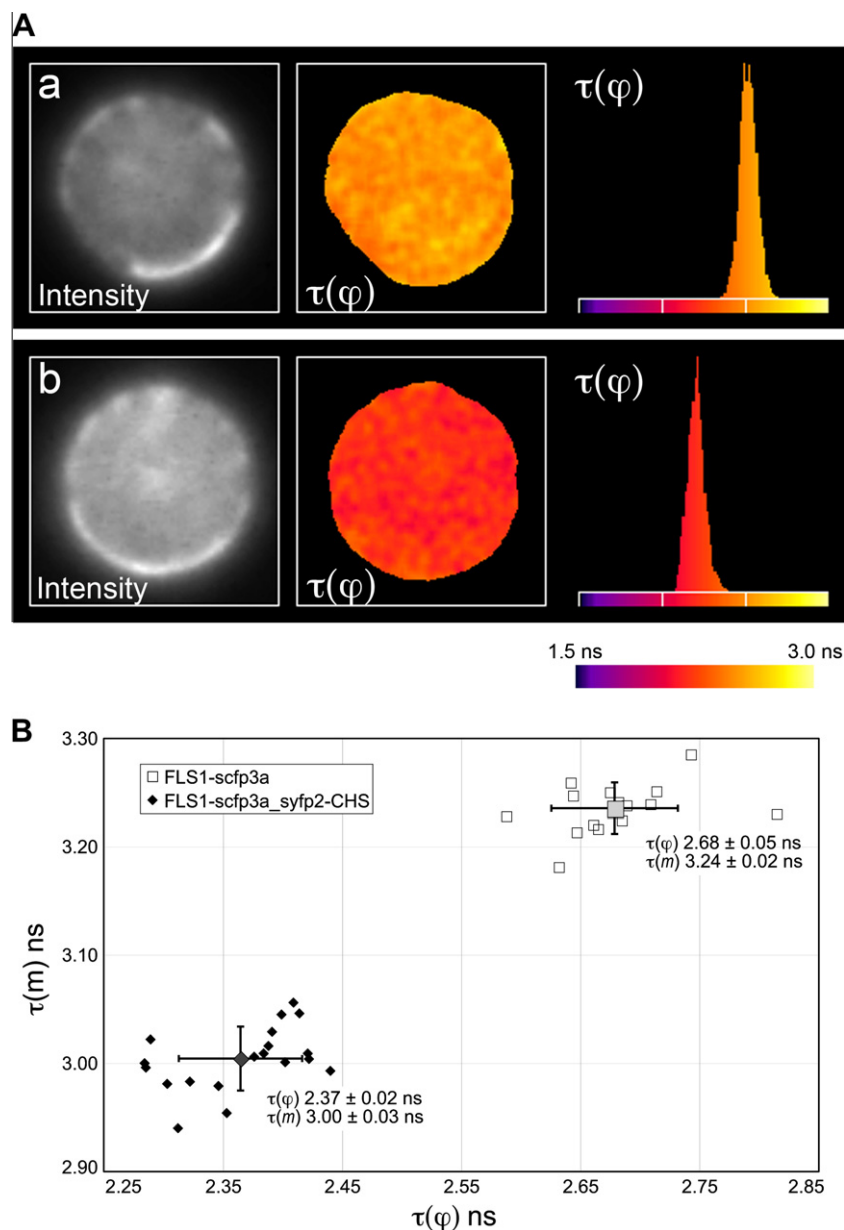 A
a
Intensity
τ(φ)
τ(φ)
b
Intensity
τ(φ)
τ(φ)
1.5 ns 3.0 ns
B
3.30
3.20
3.10
3.00
2.90
τ(m) ns
FLS1-scfp3a
FLS1-scfp3a_syfp2-CHS
τ(φ) 2.68 ± 0.05 ns
τ(m) 3.24 ± 0.02 ns
τ(φ) 2.37 ± 0.02 ns
τ(m) 3.00 ± 0.03 ns
2.25 2.35 2.45 2.55 2.65 2.75 2.85
τ(φ) ns